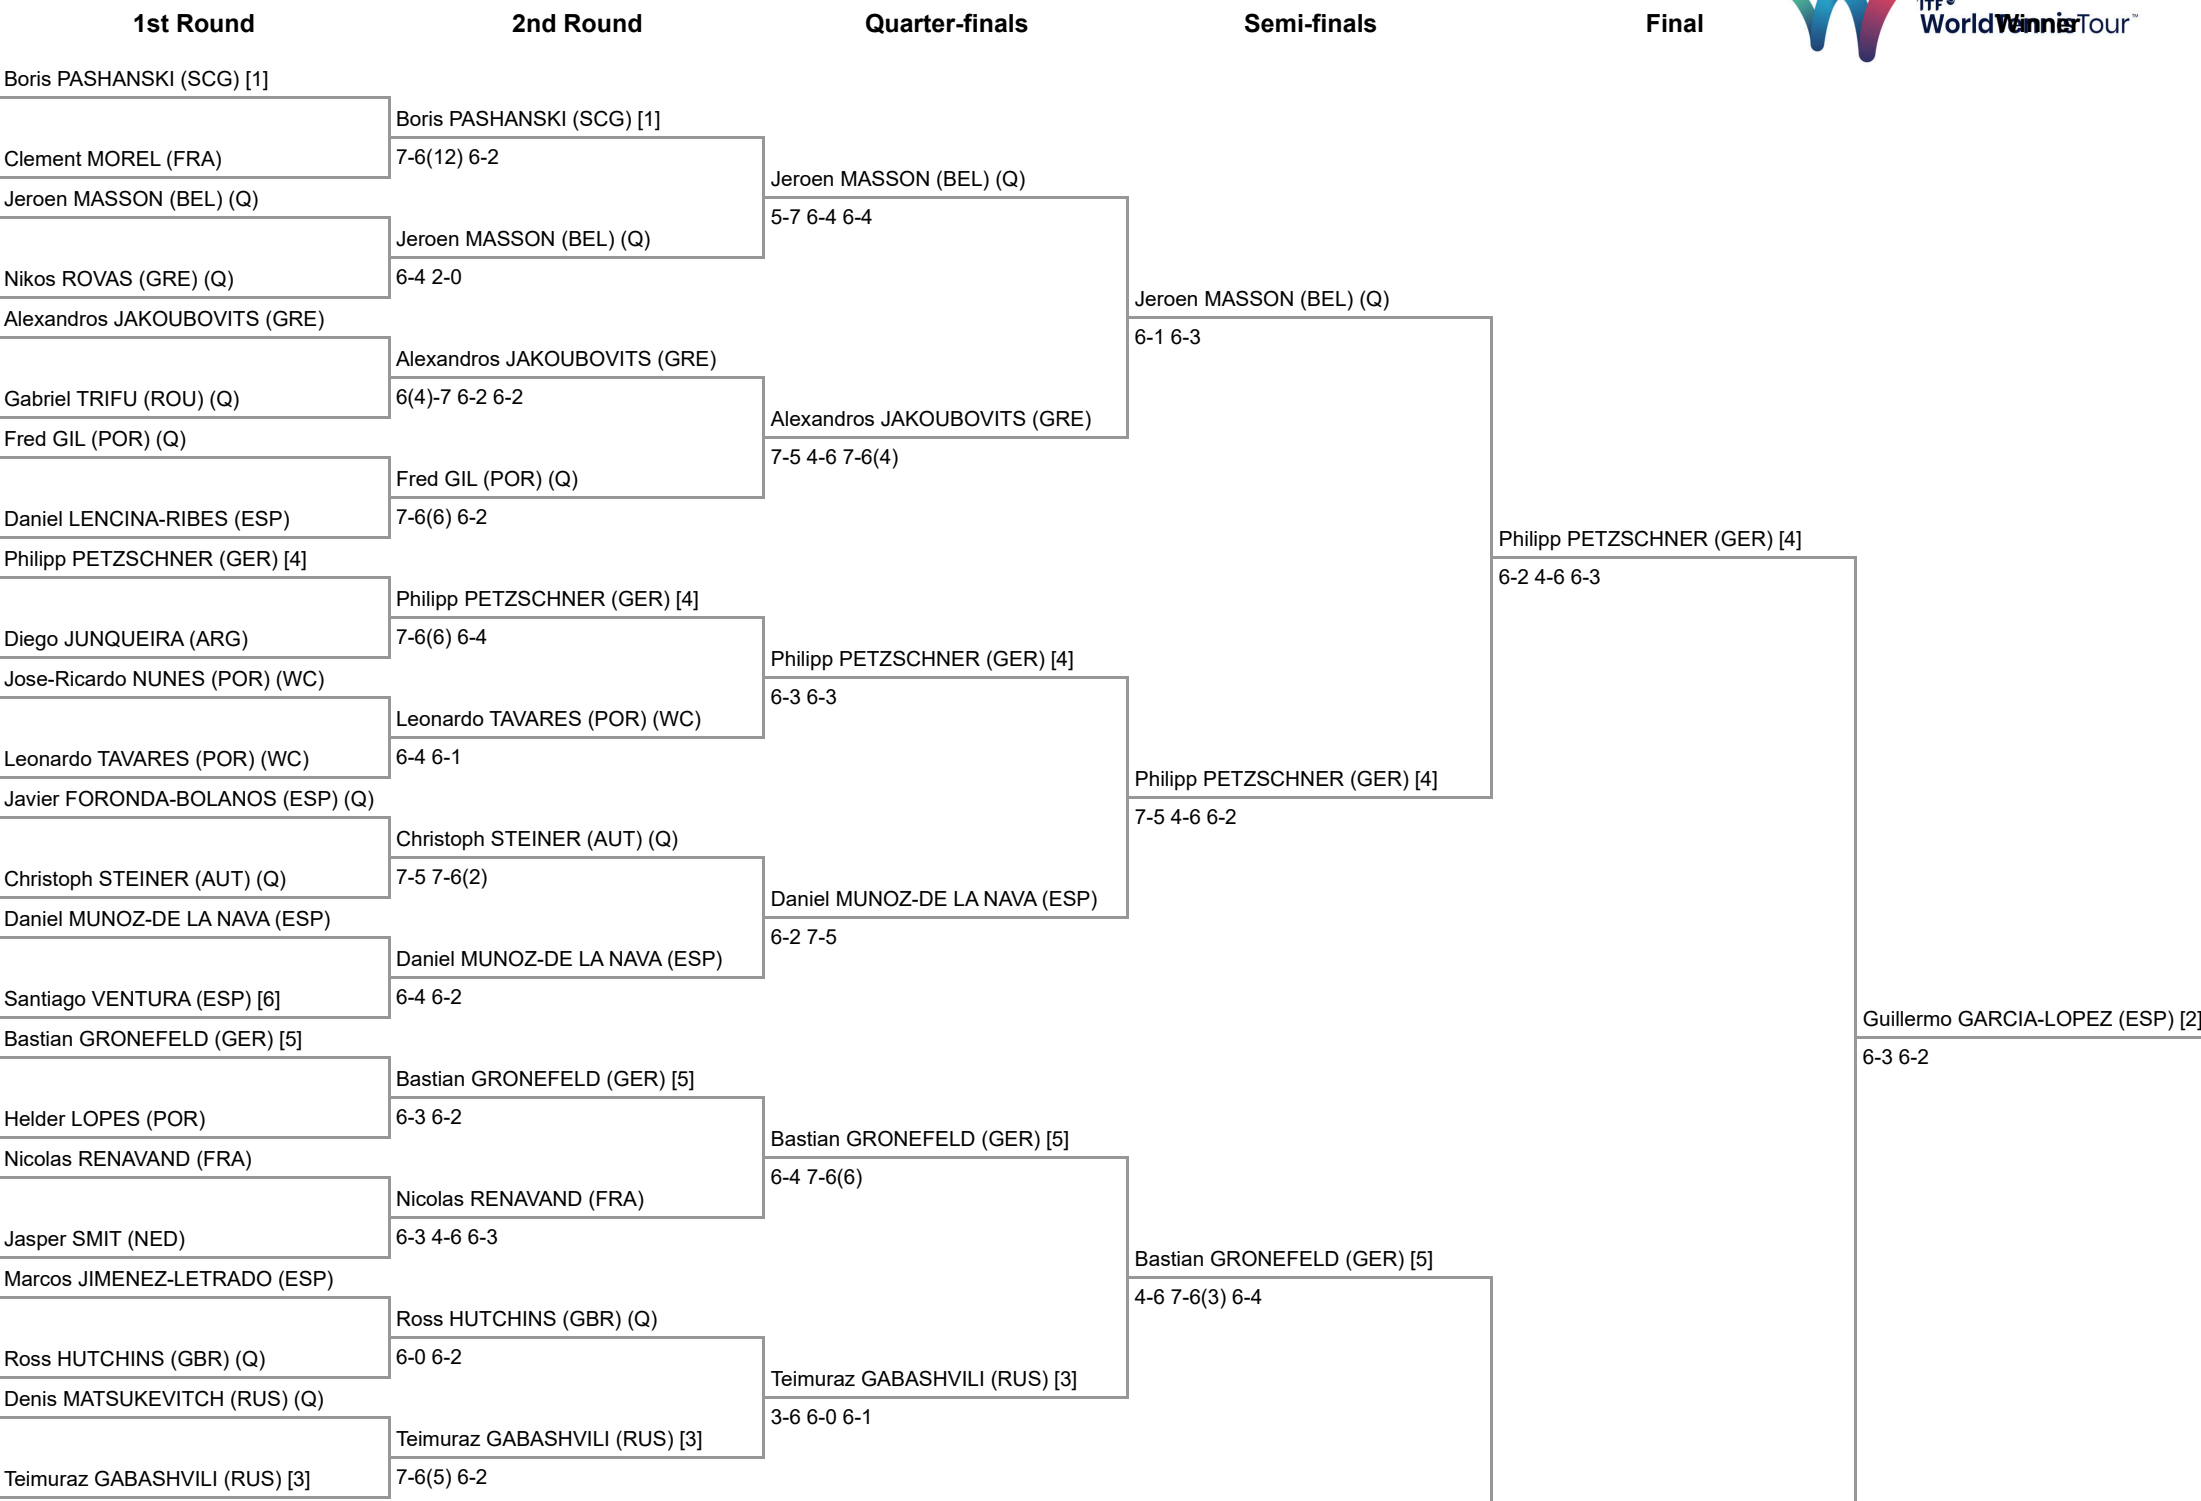 1st Round
2nd Round
Quarter-finals
Semi-finals
Final
Winner
ITF
WorldTennisTour
Boris PASHANSKI (SCG) [1]
Clement MOREL (FRA)
Jeroen MASSON (BEL) (Q)
Nikos ROVAS (GRE) (Q)
Alexandros JAKOUBOVITS (GRE)
Gabriel TRIFU (ROU) (Q)
Fred GIL (POR) (Q)
Daniel LENCINA-RIBES (ESP)
Philipp PETZSCHNER (GER) [4]
Diego JUNQUEIRA (ARG)
Jose-Ricardo NUNES (POR) (WC)
Leonardo TAVARES (POR) (WC)
Javier FORONDA-BOLANOS (ESP) (Q)
Christoph STEINER (AUT) (Q)
Daniel MUNOZ-DE LA NAVA (ESP)
Santiago VENTURA (ESP) [6]
Bastian GRONEFELD (GER) [5]
Helder LOPES (POR)
Nicolas RENAVAND (FRA)
Jasper SMIT (NED)
Marcos JIMENEZ-LETRADO (ESP)
Ross HUTCHINS (GBR) (Q)
Denis MATSUKEVITCH (RUS) (Q)
Teimuraz GABASHVILI (RUS) [3]
Boris PASHANSKI (SCG) [1]
7-6(12) 6-2
Jeroen MASSON (BEL) (Q)
6-4 2-0
Alexandros JAKOUBOVITS (GRE)
6(4)-7 6-2 6-2
Fred GIL (POR) (Q)
7-6(6) 6-2
Philipp PETZSCHNER (GER) [4]
7-6(6) 6-4
Leonardo TAVARES (POR) (WC)
6-4 6-1
Christoph STEINER (AUT) (Q)
7-5 7-6(2)
Daniel MUNOZ-DE LA NAVA (ESP)
6-4 6-2
Bastian GRONEFELD (GER) [5]
6-3 6-2
Nicolas RENAVAND (FRA)
6-3 4-6 6-3
Ross HUTCHINS (GBR) (Q)
6-0 6-2
Teimuraz GABASHVILI (RUS) [3]
7-6(5) 6-2
Jeroen MASSON (BEL) (Q)
5-7 6-4 6-4
Alexandros JAKOUBOVITS (GRE)
7-5 4-6 7-6(4)
Philipp PETZSCHNER (GER) [4]
6-3 6-3
Daniel MUNOZ-DE LA NAVA (ESP)
6-2 7-5
Bastian GRONEFELD (GER) [5]
6-4 7-6(6)
Teimuraz GABASHVILI (RUS) [3]
3-6 6-0 6-1
Jeroen MASSON (BEL) (Q)
6-1 6-3
Philipp PETZSCHNER (GER) [4]
7-5 4-6 6-2
Bastian GRONEFELD (GER) [5]
4-6 7-6(3) 6-4
Philipp PETZSCHNER (GER) [4]
6-2 4-6 6-3
Guillermo GARCIA-LOPEZ (ESP) [2]
6-3 6-2